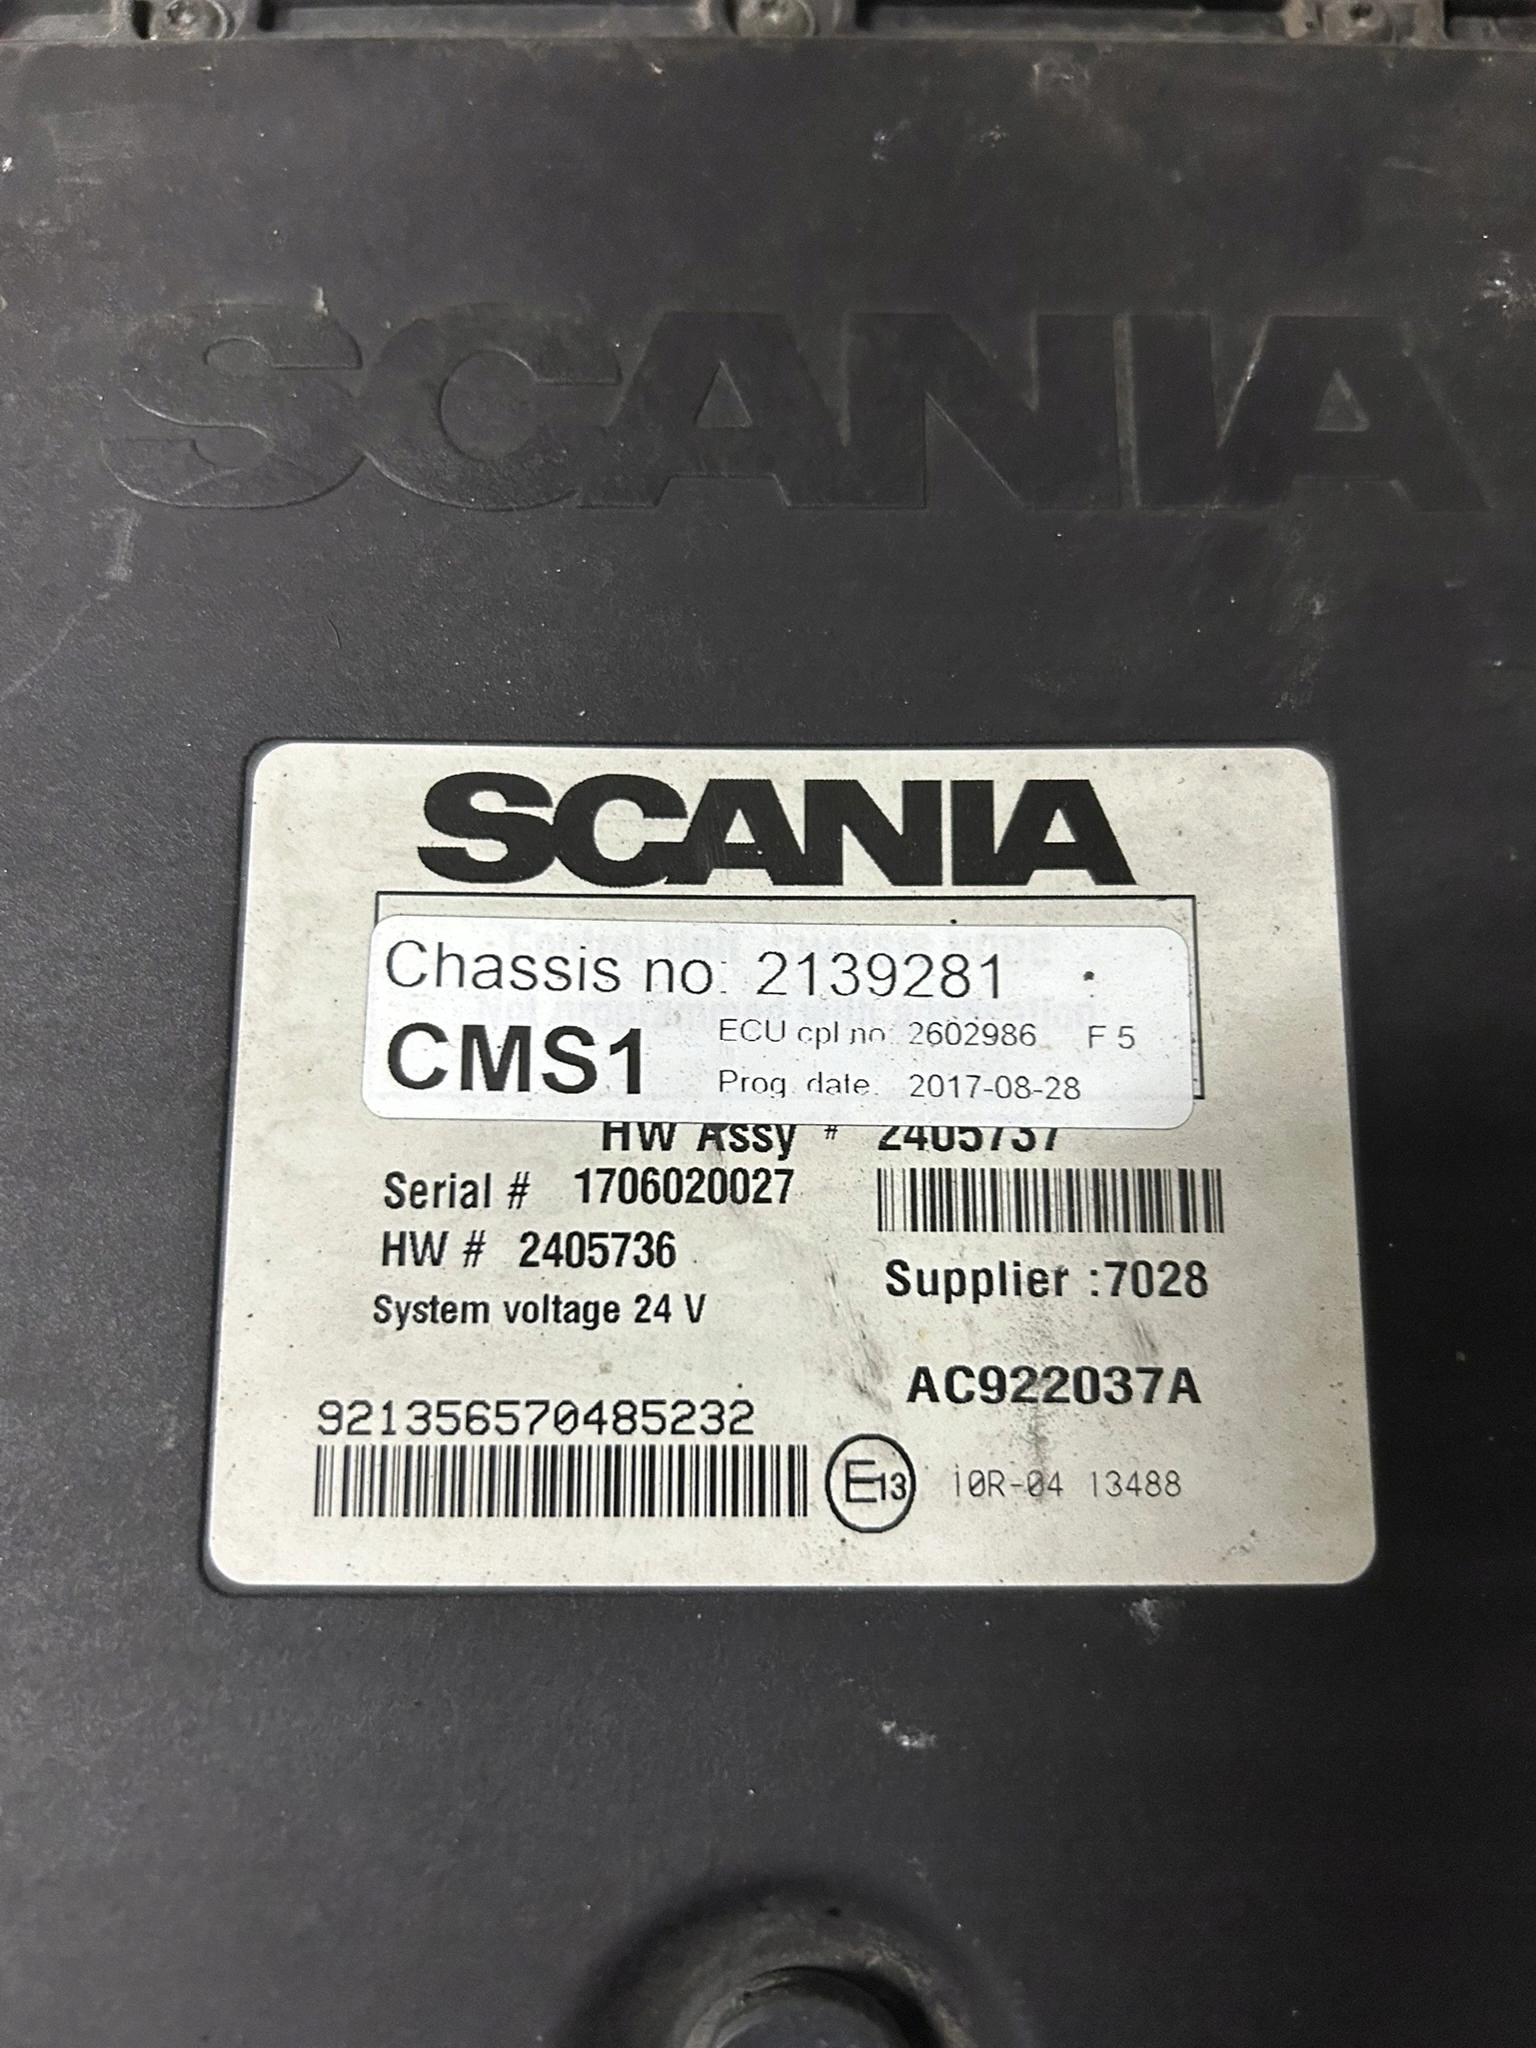 SCANIA
SCANIA
Chassis no: 2139281
CMS1
ECU cpl no: 2602986 F 5
Prog. date: 2017-08-28
HW Assy # 2405737
Serial # 1706020027
HW # 2405736
Supplier :7028
System voltage 24 V
AC922037A
921356570485232
E13 10R-04 13488